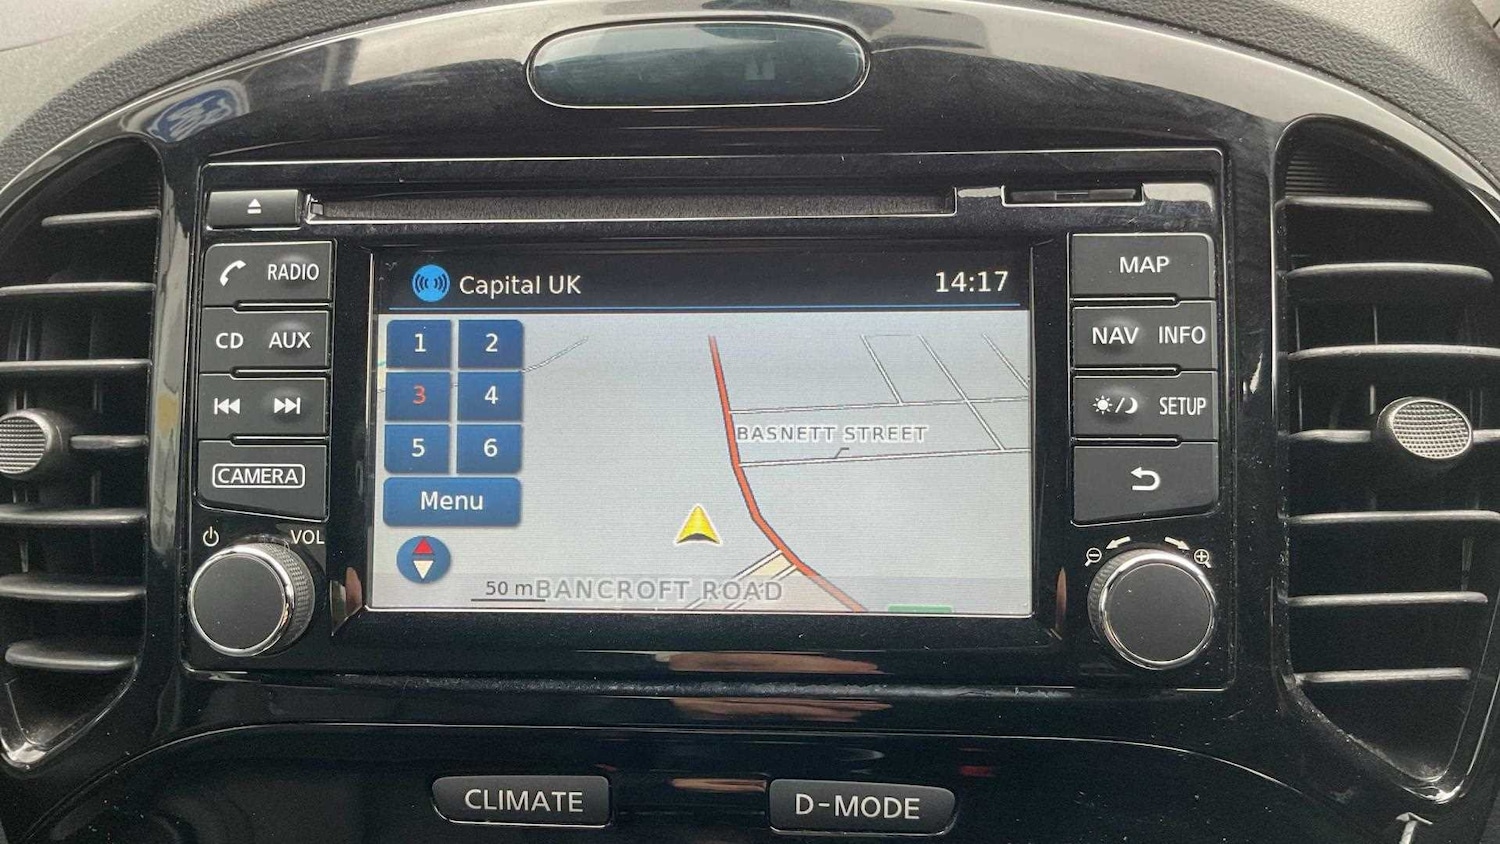 Capital UK 14:17
RADIO
CD AUX
CAMERA
VOL
1 2
3 4
5 6
Menu
BASNETT STREET
50 m
BANCROFT ROAD
MAP
NAV INFO
SETUP
CLIMATE
D-MODE